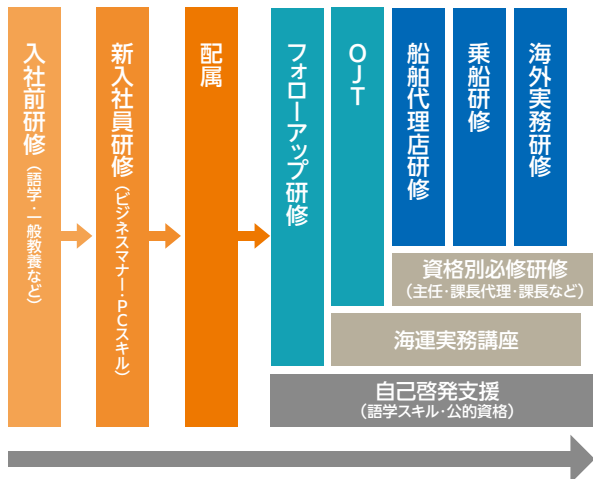 入社前研修（語学・一般教養など）
新入社員研修（ビジネスマナー・PCスキル）
配属
フォローアップ研修
OJT
船舶代理店研修
乗船研修
海外実務研修
資格別必修研修
（主任・課長代理・課長など）
海運実務講座
自己啓発支援
（語学スキル・公的資格）